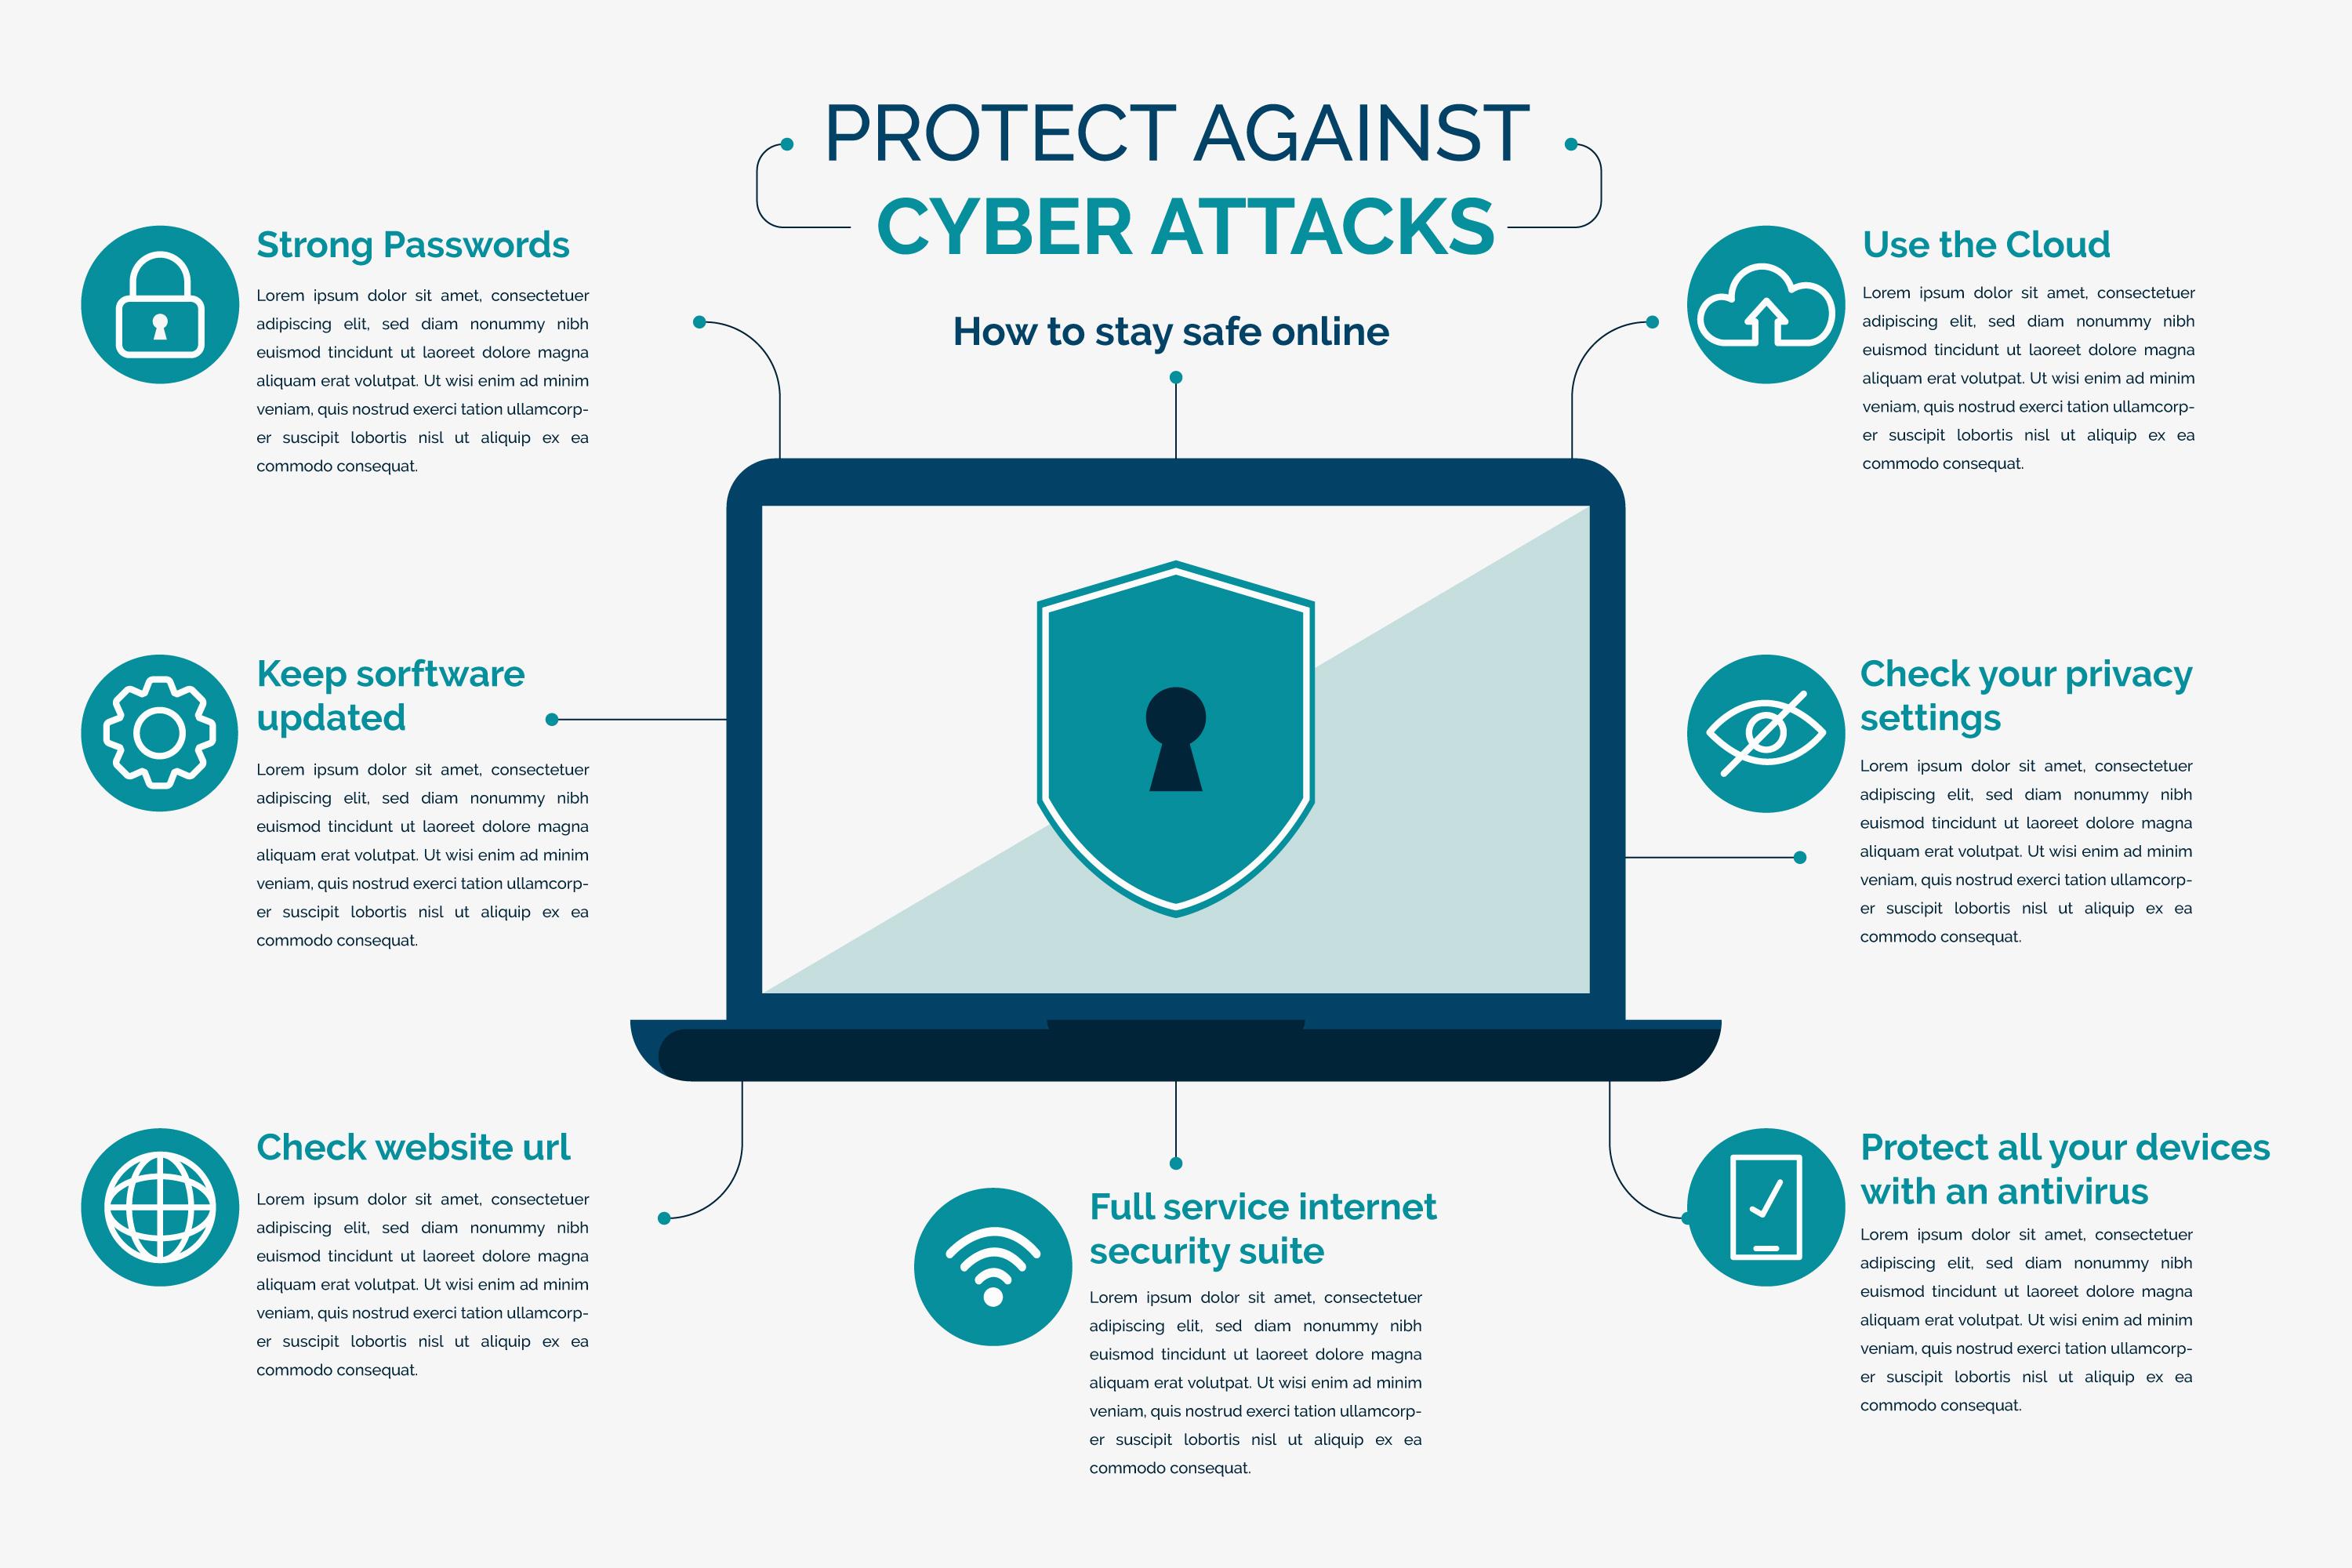 PROTECT AGAINST
CYBER ATTACKS
How to stay safe online
Strong Passwords
Lorem ipsum dolor sit amet, consectetuer
adipiscing elit, sed diam nonummy nibh
euismod tincidunt ut laoreet dolore magna
aliquam erat volutpat. Ut wisi enim ad minim
veniam, quis nostrud exerci tation ullamcorp-
er suscipit lobortis nisl ut aliquip ex ea
commodo consequat.
Keep sorftware
updated
Lorem ipsum dolor sit amet, consectetuer
adipiscing elit, sed diam nonummy nibh
euismod tincidunt ut laoreet dolore magna
aliquam erat volutpat. Ut wisi enim ad minim
veniam, quis nostrud exerci tation ullamcorp-
er suscipit lobortis nisl ut aliquip ex ea
commodo consequat.
Check website url
Lorem ipsum dolor sit amet, consectetuer
adipiscing elit, sed diam nonummy nibh
euismod tincidunt ut laoreet dolore magna
aliquam erat volutpat. Ut wisi enim ad minim
veniam, quis nostrud exerci tation ullamcorp-
er suscipit lobortis nisl ut aliquip ex ea
commodo consequat.
Full service internet
security suite
Lorem ipsum dolor sit amet, consectetuer
adipiscing elit, sed diam nonummy nibh
euismod tincidunt ut laoreet dolore magna
aliquam erat volutpat. Ut wisi enim ad minim
veniam, quis nostrud exerci tation ullamcorp-
er suscipit lobortis nisl ut aliquip ex ea
commodo consequat.
Use the Cloud
Lorem ipsum dolor sit amet, consectetuer
adipiscing elit, sed diam nonummy nibh
euismod tincidunt ut laoreet dolore magna
aliquam erat volutpat. Ut wisi enim ad minim
veniam, quis nostrud exerci tation ullamcorp-
er suscipit lobortis nisl ut aliquip ex ea
commodo consequat.
Check your privacy
settings
Lorem ipsum dolor sit amet, consectetuer
adipiscing elit, sed diam nonummy nibh
euismod tincidunt ut laoreet dolore magna
aliquam erat volutpat. Ut wisi enim ad minim
veniam, quis nostrud exerci tation ullamcorp-
er suscipit lobortis nisl ut aliquip ex ea
commodo consequat.
Protect all your devices
with an antivirus
Lorem ipsum dolor sit amet, consectetuer
adipiscing elit, sed diam nonummy nibh
euismod tincidunt ut laoreet dolore magna
aliquam erat volutpat. Ut wisi enim ad minim
veniam, quis nostrud exerci tation ullamcorp-
er suscipit lobortis nisl ut aliquip ex ea
commodo consequat.